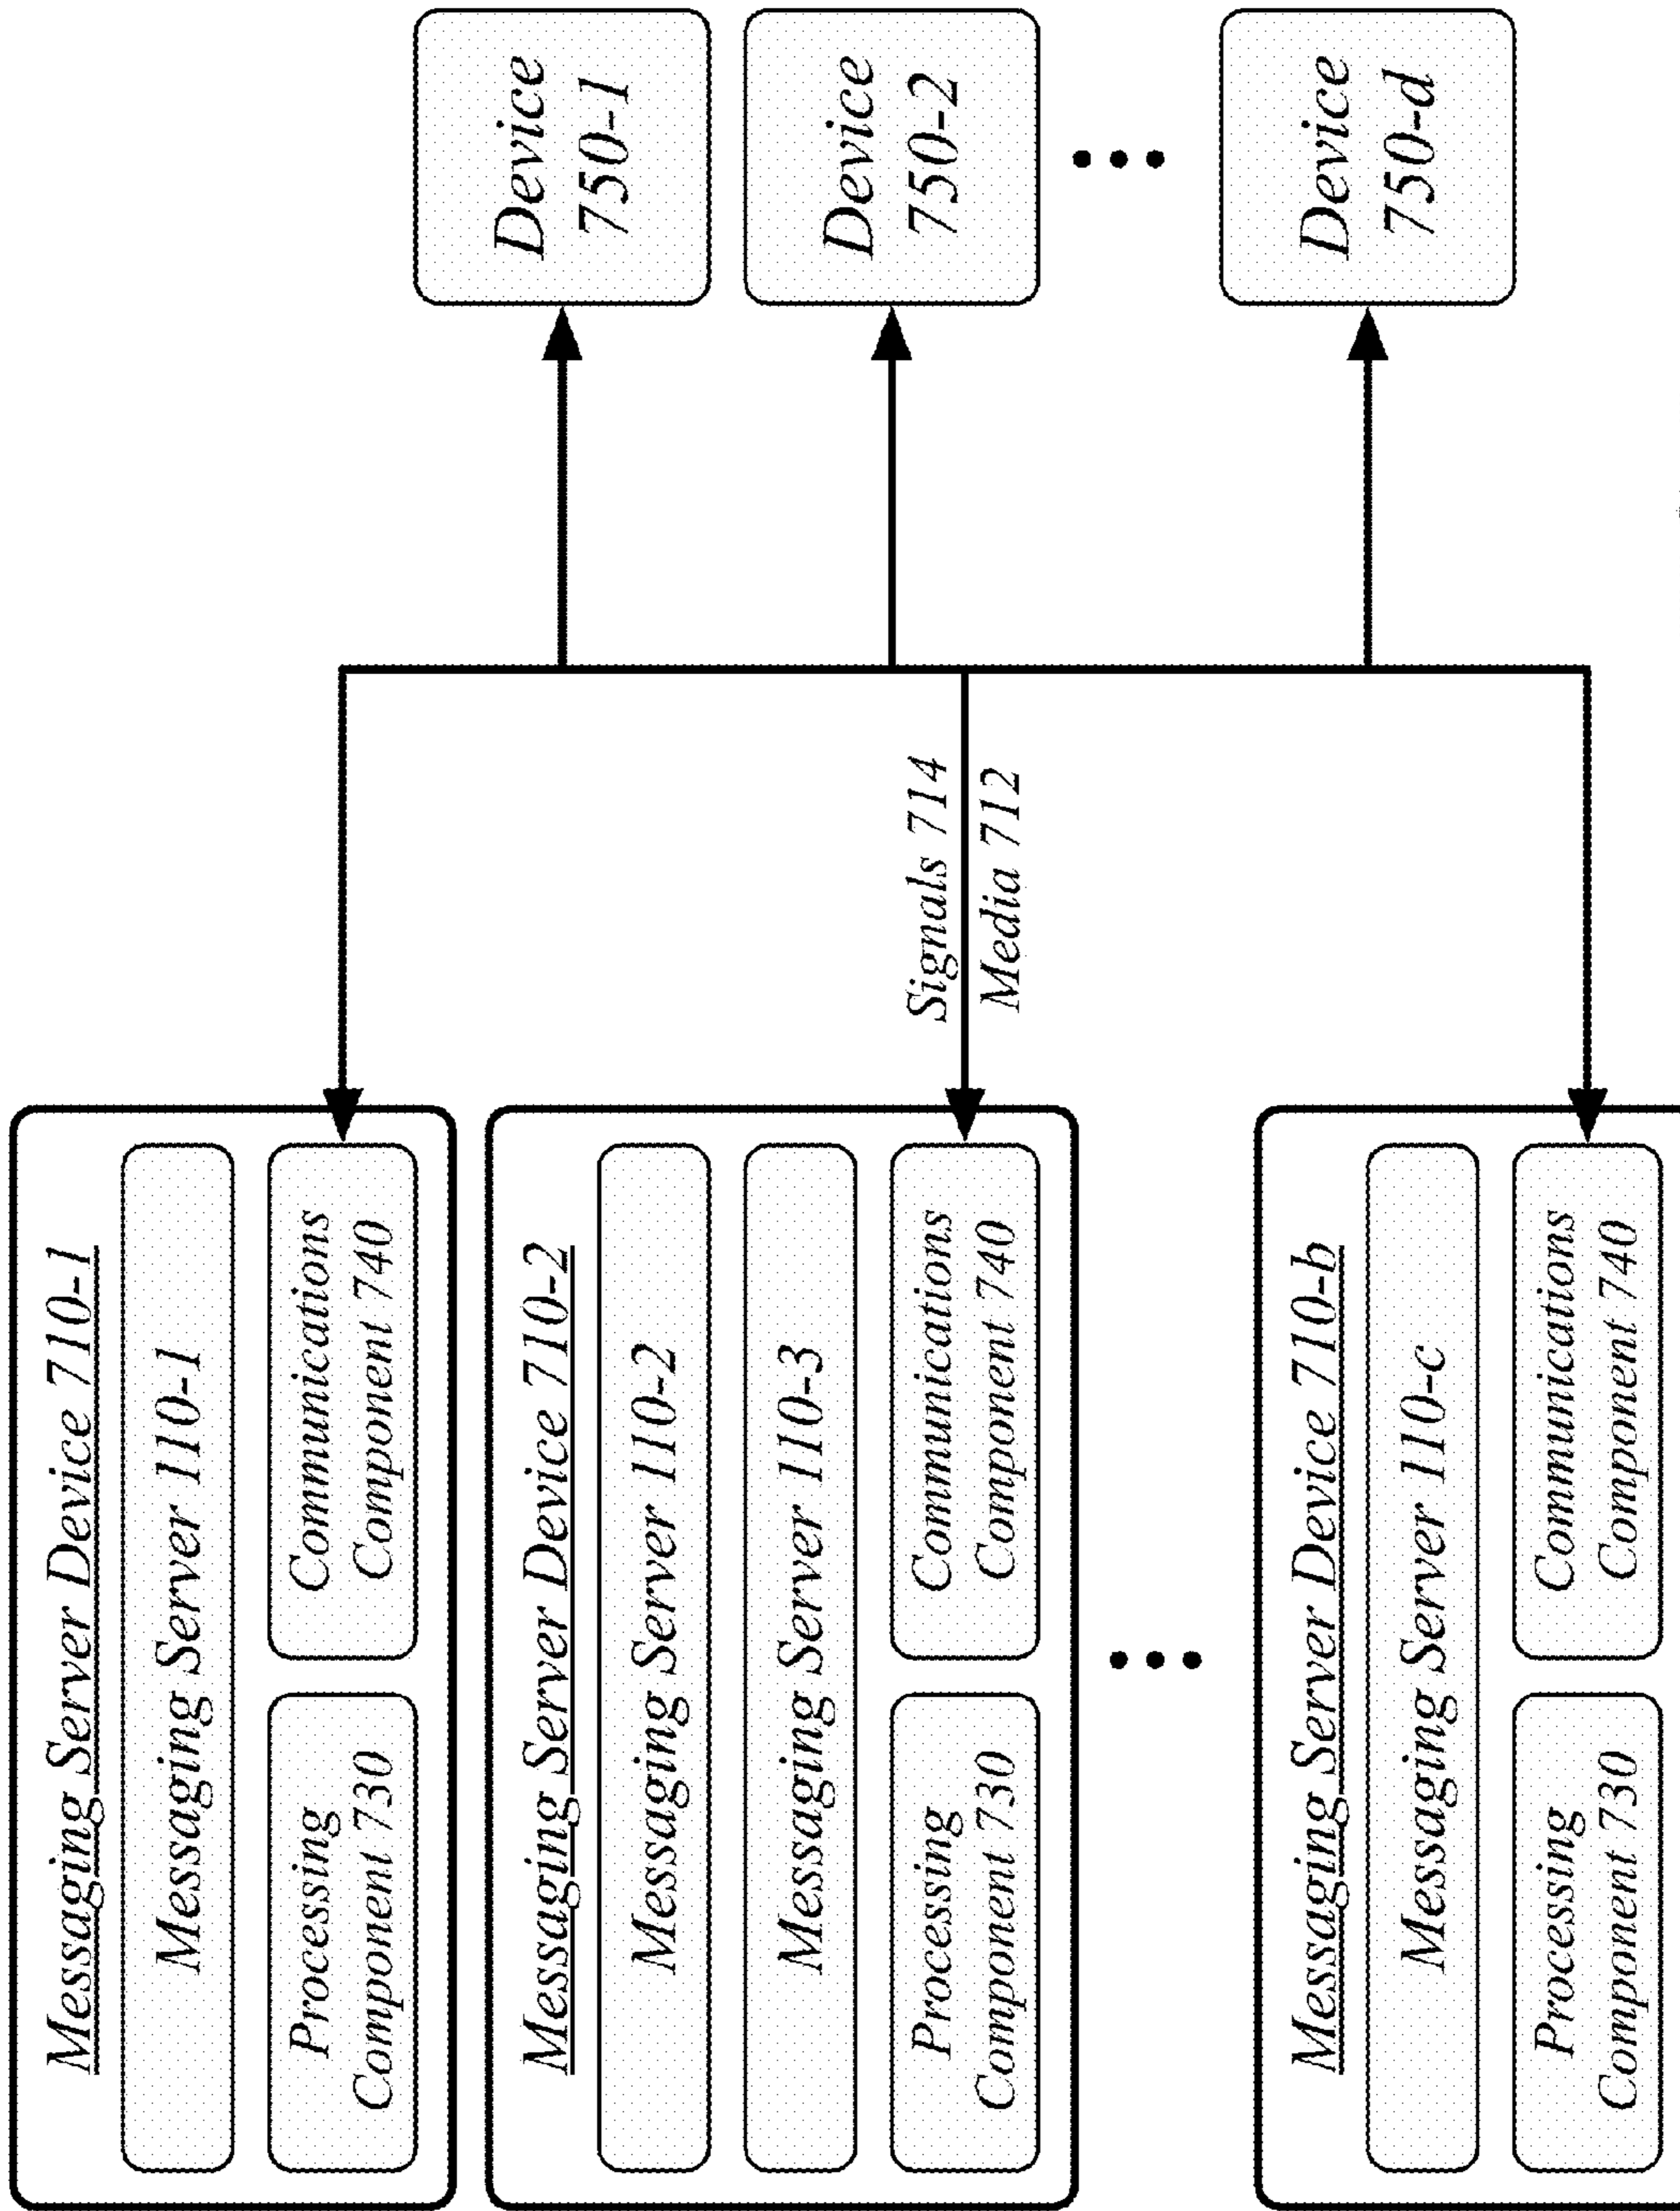 Messaging Server Device 710-1
Messaging Server 110-1
Processing
Component 730
Communications
Component 740
Messaging Server Device 710-2
Messaging Server 110-2
Messaging Server 110-3
Processing
Component 730
Communications
Component 740
Messaging Server Device 710-b
Messaging Server 110-c
Processing
Component 730
Communications
Component 740
Signals 714
Media 712
Device
750-1
Device
750-2
Device
750-d